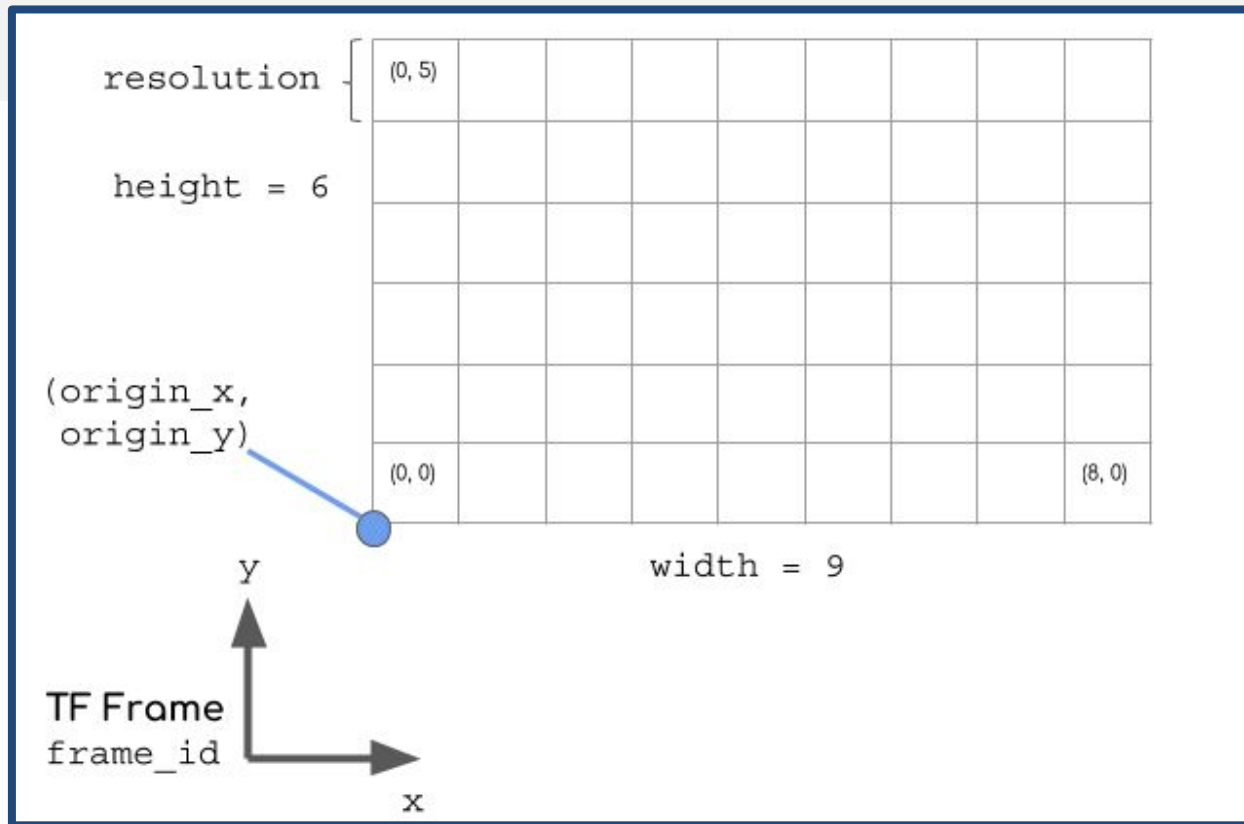 resolution
(0, 5)
height = 6
(origin_x,
origin_y)
(0, 0)
(8, 0)
width = 9
y
TF Frame
frame_id
x